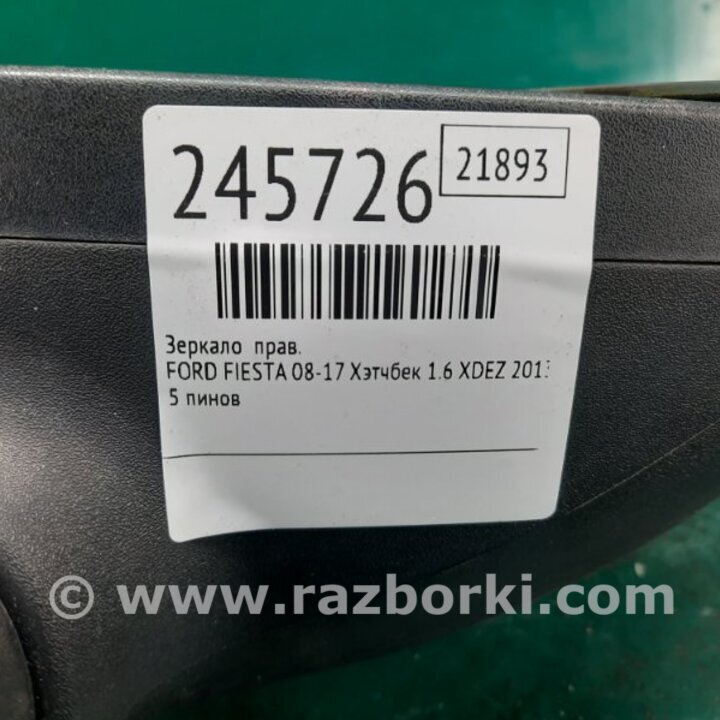 245726
21893
Зеркало прав.
FORD FIESTA 08-17 Хэтчбек 1.6 XDEZ 2013
5 пинов
© www.razborki.com